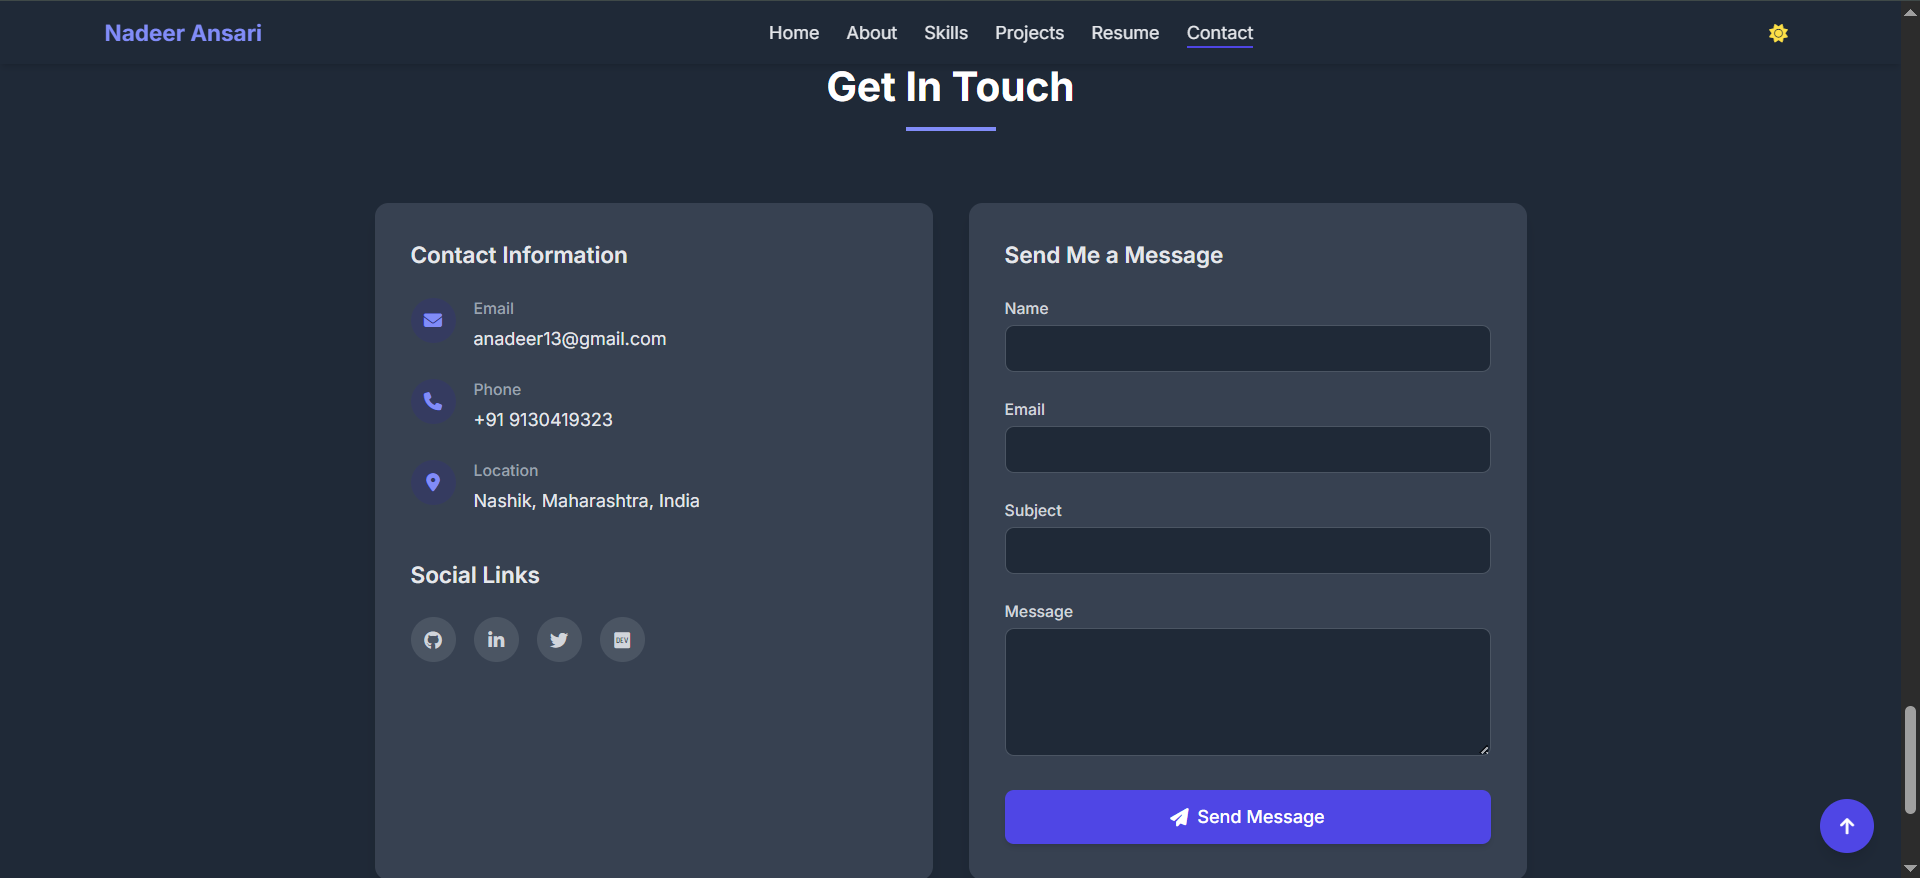 Nadeer Ansari
Home About Skills Projects Resume Contact
Get In Touch
Contact Information
Email
anadeer13@gmail.com
Phone
+91 9130419323
Location
Nashik, Maharashtra, India
Social Links
in
DEV
Send Me a Message
Name
Email
Subject
Message
Send Message